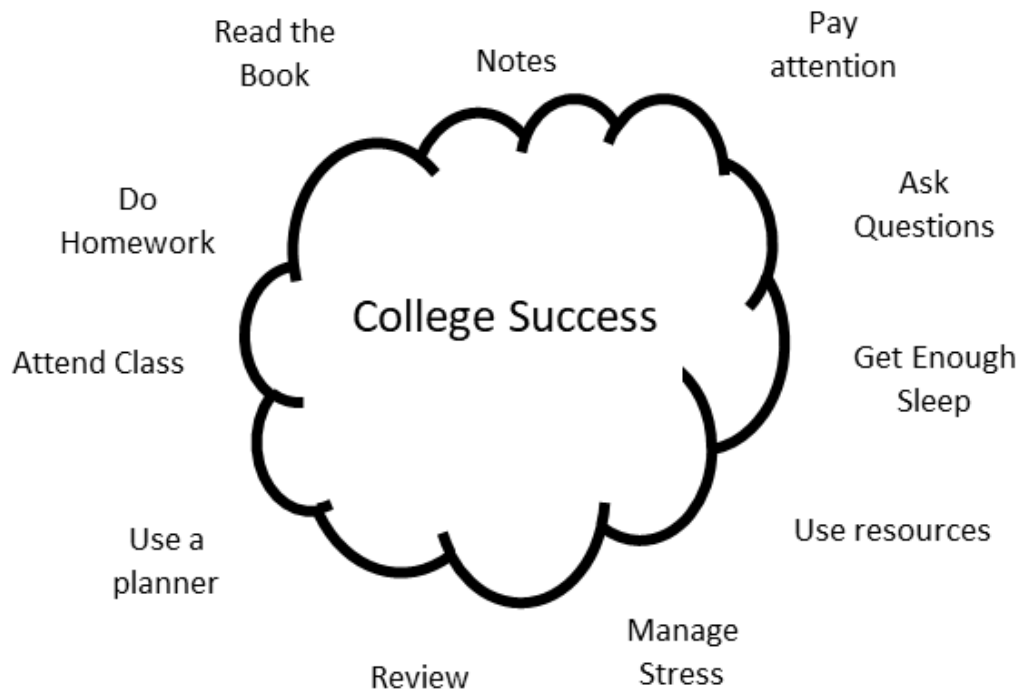 Read the
Book
Notes
Pay
attention
Do
Homework
Ask
Questions
College Success
Attend Class
Get Enough
Sleep
Use a
planner
Use resources
Review
Manage
Stress